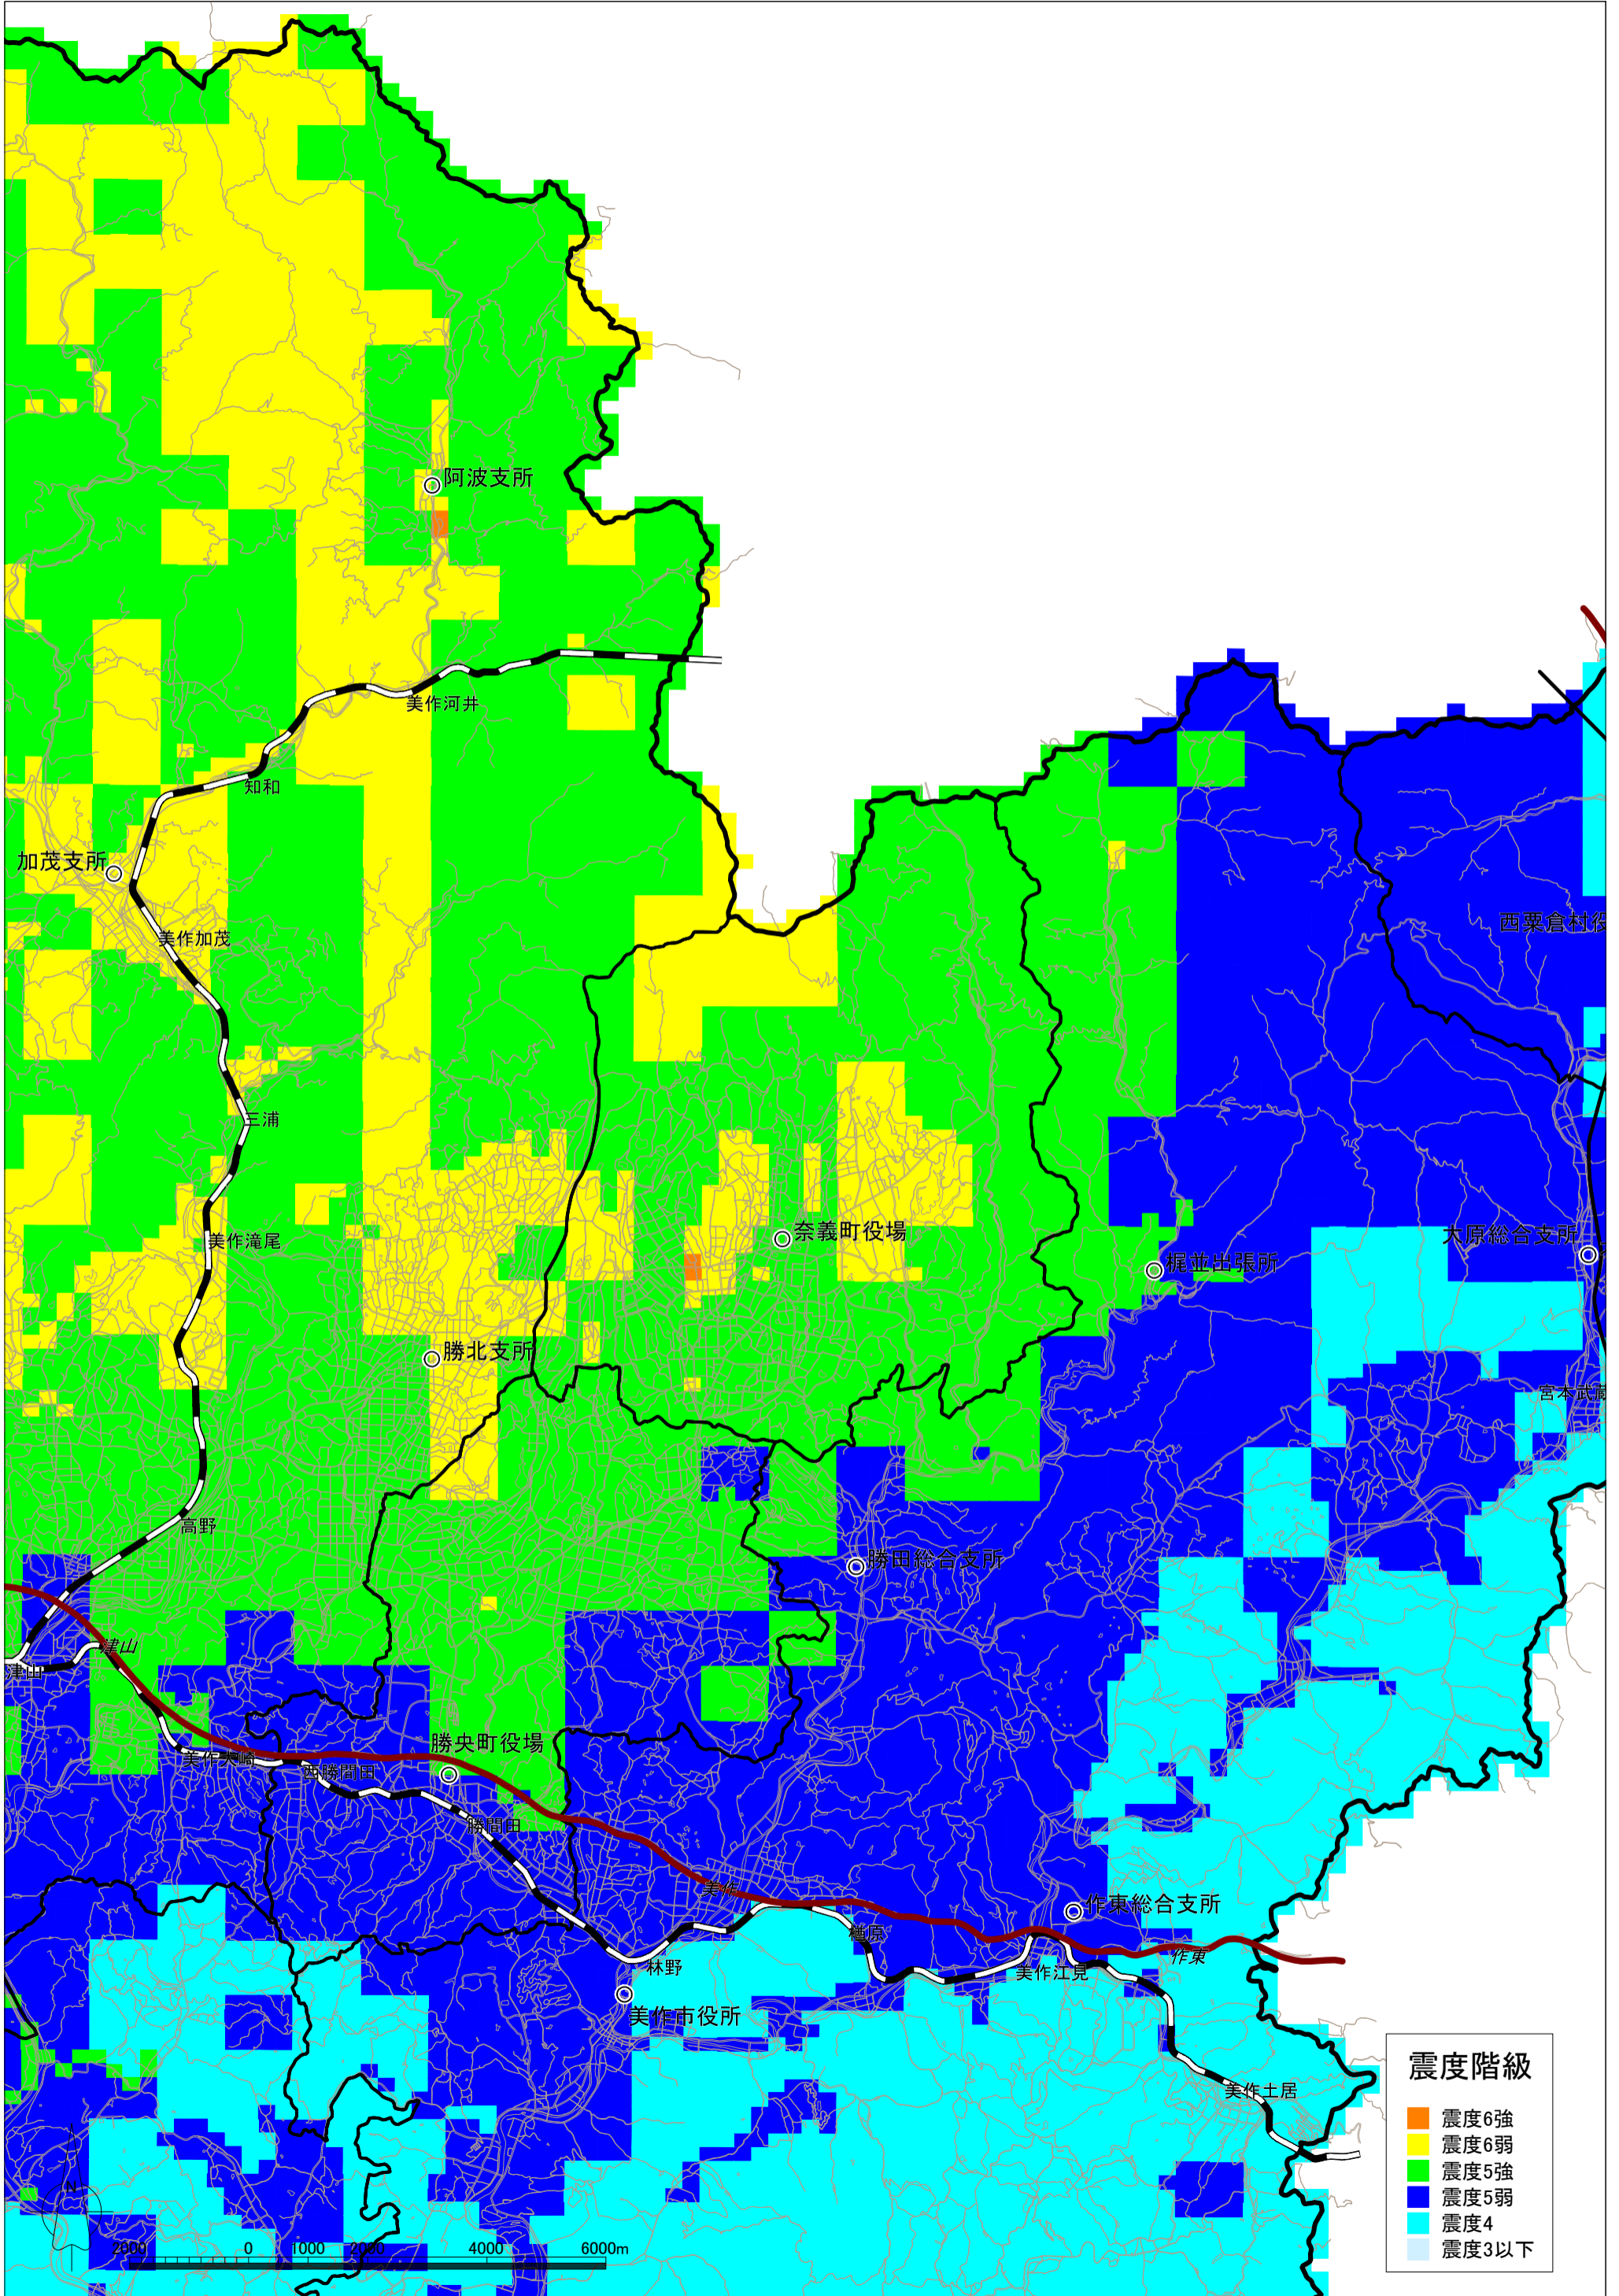 阿波支所
美作河井
知和
加茂支所
美作加茂
西粟倉村役
三浦
奈義町役場
美作滝尾
大原総合支所
梶並出張所
勝北支所
宮本武蔵
高野
勝田総合支所
津山
津山
勝央町役場
美作大崎
西勝間田
勝間田
美作
作東総合支所
楢原
作東
林野
美作江見
美作市役所
美作土居
震度階級
震度6強
震度6弱
震度5強
震度5弱
震度4
震度3以下
N
2000 0 1000 2000 4000 6000m